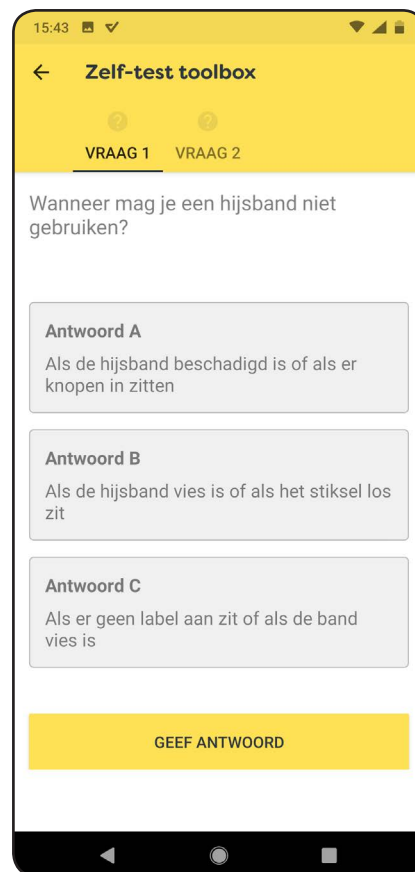 15:43
Zelf-test toolbox
VRAAG 1 VRAAG 2
Wanneer mag je een hijsband niet
gebruiken?
Antwoord A
Als de hijsband beschadigd is of als er
knopen in zitten
Antwoord B
Als de hijsband vies is of als het stiksel los
zit
Antwoord C
Als er geen label aan zit of als de band
vies is
GEEF ANTWOORD